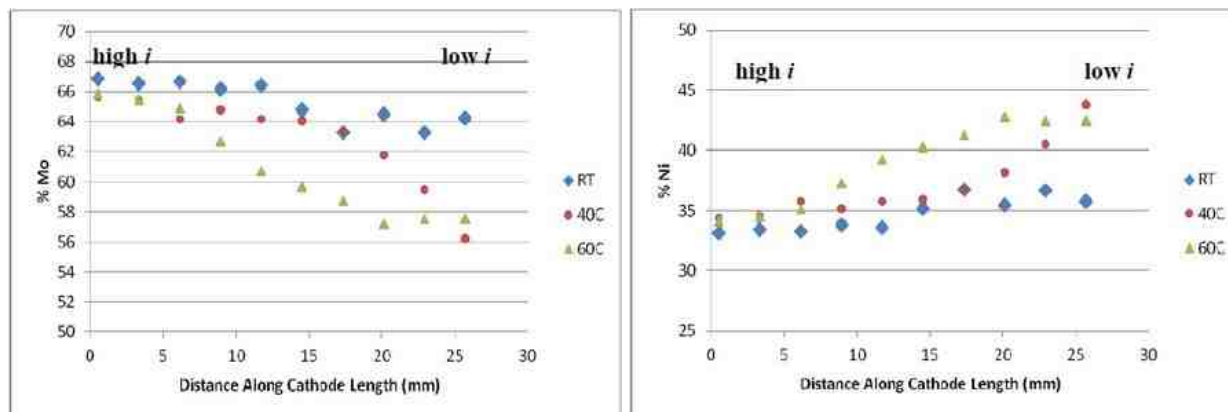 70
68
66
64
62
60
58
56
54
52
50
% Mo
high i
low i
0 5 10 15 20 25 30
Distance Along Cathode Length (mm)
RT
40C
60C
50
45
40
35
30
25
% Ni
high i
low i
0 5 10 15 20 25 30
Distance Along Cathode Length (mm)
RT
40C
60C